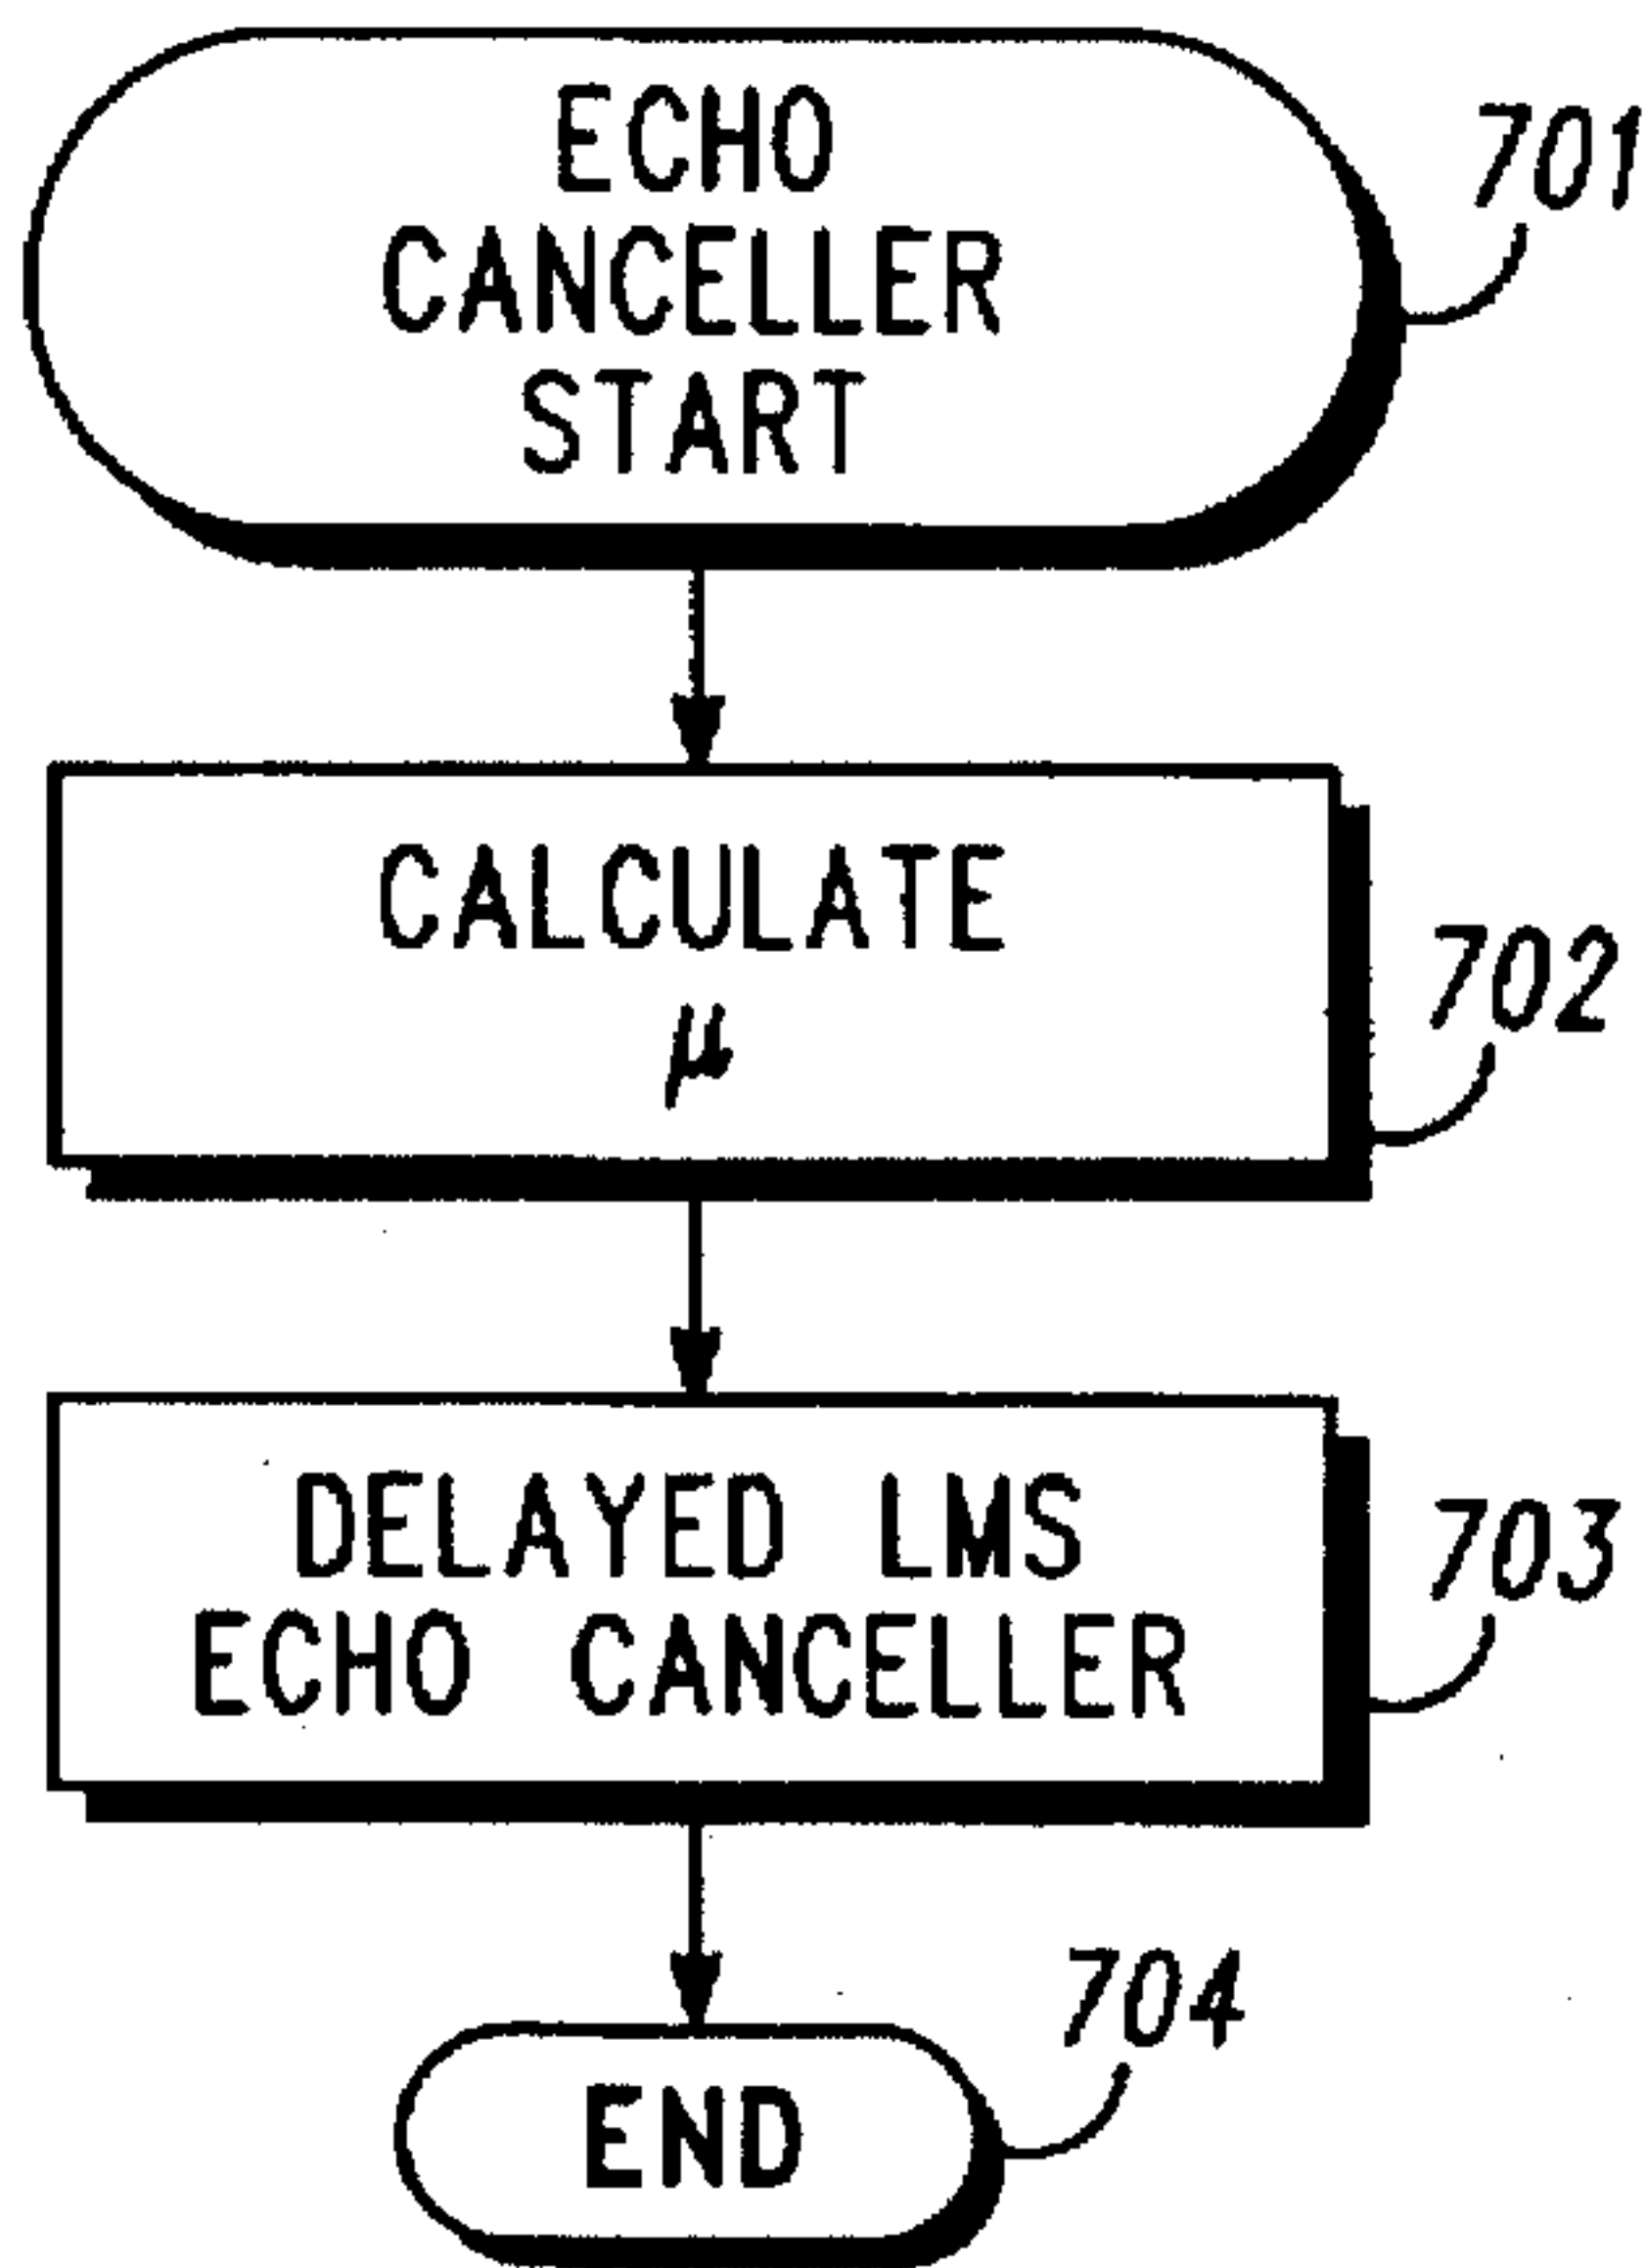 ECHO
CANCELLER
START
701
CALCULATE
μ
702
DELAYED LMS
ECHO CANCELLER
703
704
END